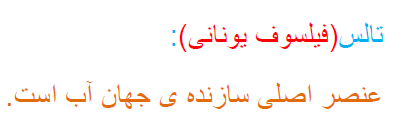 تالس(فیلسوف یونانی):
عنصر اصلی سازنده ی جهان آب است.